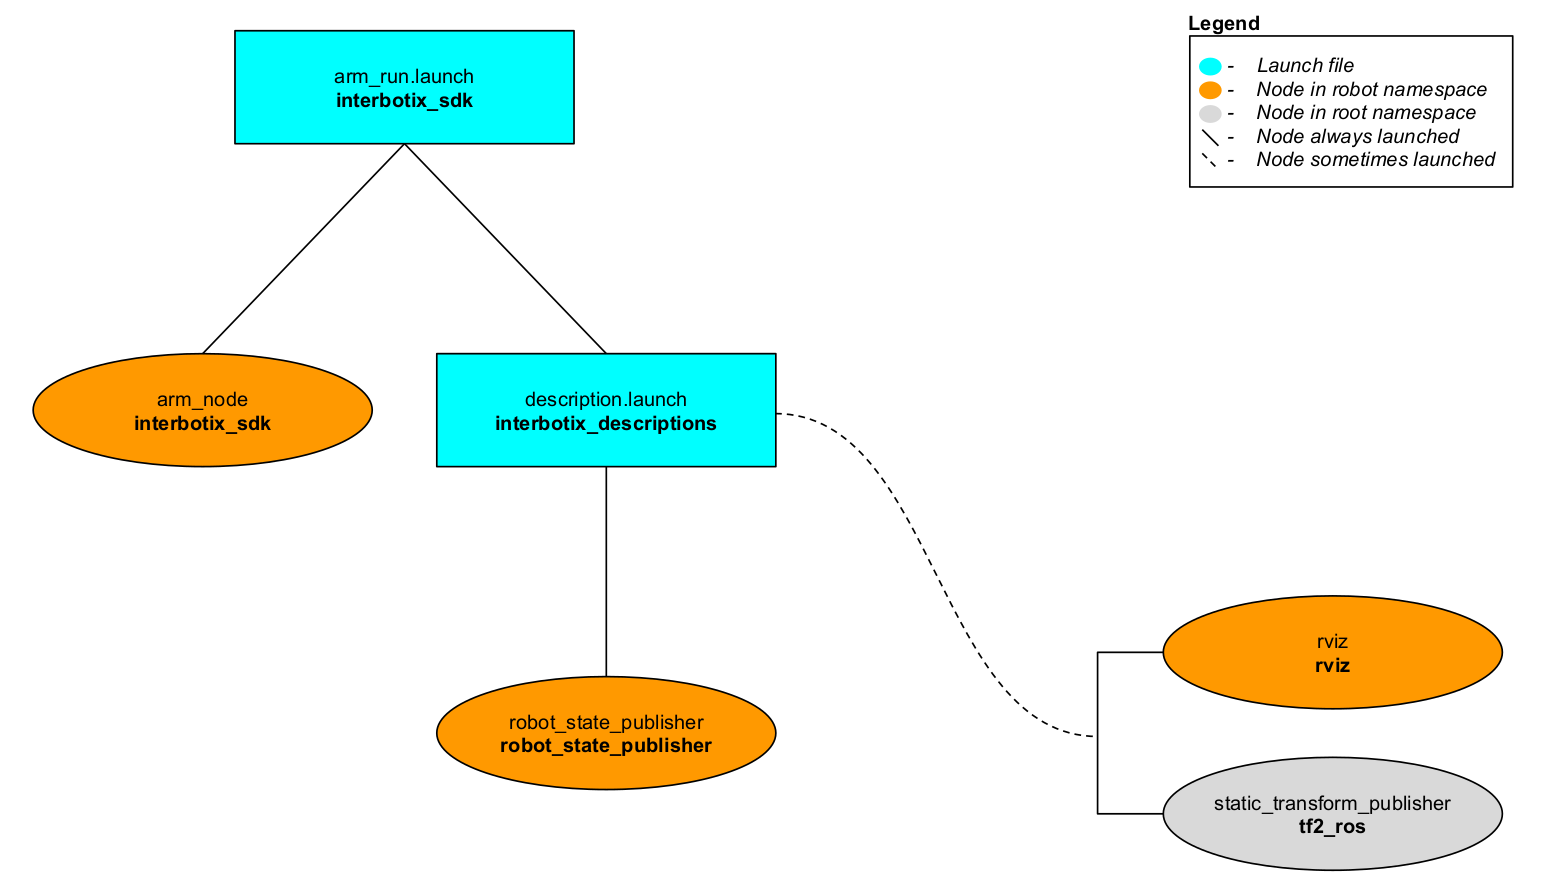 Legend
- Launch file
- Node in robot namespace
- Node in root namespace
- Node always launched
- Node sometimes launched
arm_run.launch
interbotix_sdk
arm_node
interbotix_sdk
description.launch
interbotix_descriptions
robot_state_publisher
robot_state_publisher
rviz
rviz
static_transform_publisher
tf2_ros